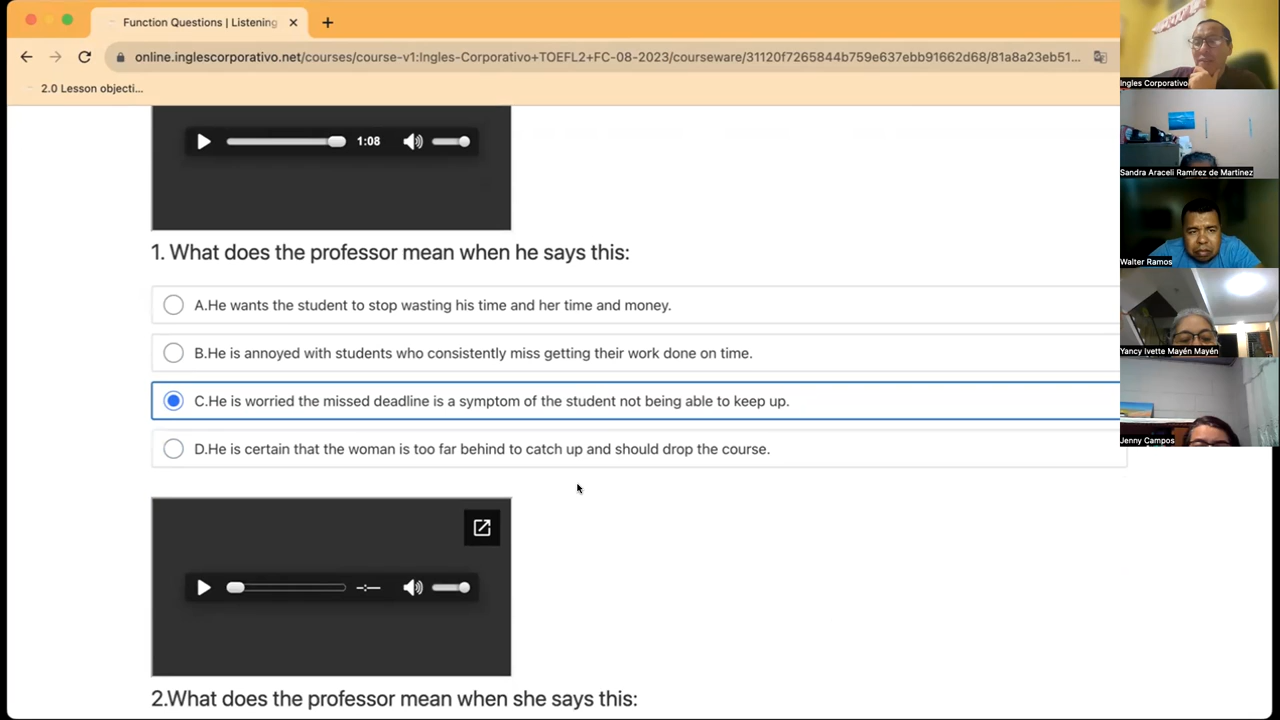 Function Questions | Listening
online.inglescorporativo.net/courses/course-v1:Ingles-Corporativo+TOEFL2+FC-08-2023/courseware/31120f7265844b759e637ebb91662d68/81a8a23eb51...
2.0 Lesson objecti...
1:08
1. What does the professor mean when he says this:
A.He wants the student to stop wasting his time and her time and money.
B.He is annoyed with students who consistently miss getting their work done on time.
C.He is worried the missed deadline is a symptom of the student not being able to keep up.
D.He is certain that the woman is too far behind to catch up and should drop the course.
--:--
2.What does the professor mean when she says this:
Ingles Corporativo
Sandra Araceli Ramírez de Martinez
Walter Ramos
Yancy Ivette Mayén Mayén
Jenny Campos